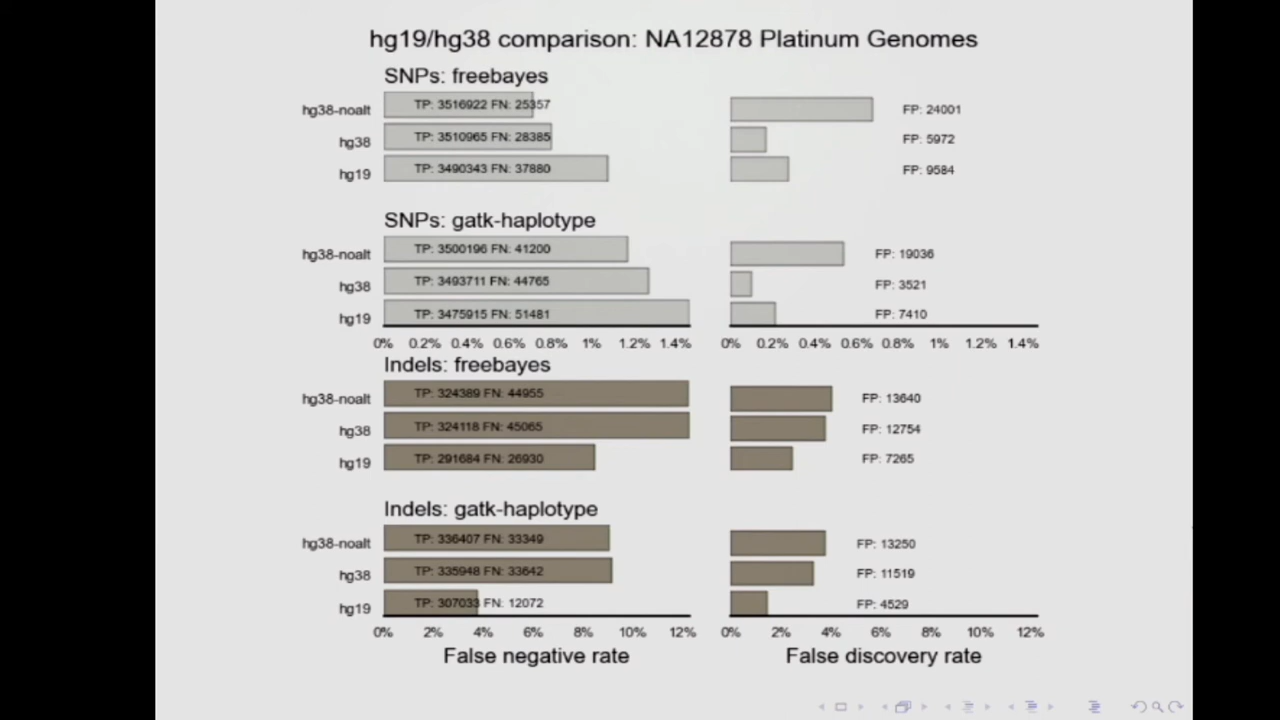 hg19/hg38 comparison: NA12878 Platinum Genomes
SNPs: freebayes
hg38-noalt TP: 3516922 FN: 25357 FP: 24001
hg38 TP: 3510965 FN: 28385 FP: 5972
hg19 TP: 3490343 FN: 37880 FP: 9584
SNPs: gatk-haplotype
hg38-noalt TP: 3500196 FN: 41200 FP: 19036
hg38 TP: 3493711 FN: 44765 FP: 3521
hg19 TP: 3475915 FN: 51481 FP: 7410
0% 0.2% 0.4% 0.6% 0.8% 1% 1.2% 1.4% 0% 0.2% 0.4% 0.6% 0.8% 1% 1.2% 1.4%
Indels: freebayes
hg38-noalt TP: 324389 FN: 44955 FP: 13640
hg38 TP: 324118 FN: 45065 FP: 12754
hg19 TP: 291684 FN: 26930 FP: 7265
Indels: gatk-haplotype
hg38-noalt TP: 336407 FN: 33349 FP: 13250
hg38 TP: 335948 FN: 33642 FP: 11519
hg19 TP: 307033 FN: 12072 FP: 4529
0% 2% 4% 6% 8% 10% 12% 0% 2% 4% 6% 8% 10% 12%
False negative rate False discovery rate